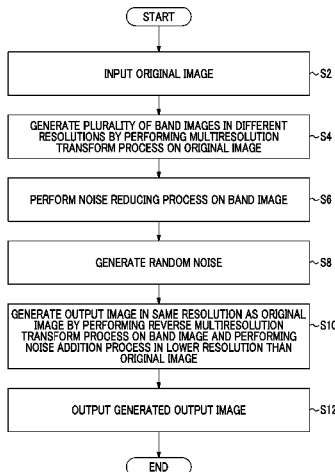 START
INPUT ORIGINAL IMAGE
~S2
GENERATE PLURALITY OF BAND IMAGES IN DIFFERENT
RESOLUTIONS BY PERFORMING MULTIRESOLUTION
TRANSFORM PROCESS ON ORIGINAL IMAGE
~S4
PERFORM NOISE REDUCING PROCESS ON BAND IMAGE
~S6
GENERATE RANDOM NOISE
~S8
GENERATE OUTPUT IMAGE IN SAME RESOLUTION AS ORIGINAL
IMAGE BY PERFORMING REVERSE MULTIRESOLUTION
TRANSFORM PROCESS ON BAND IMAGE AND PERFORMING
NOISE ADDITION PROCESS IN LOWER RESOLUTION THAN
ORIGINAL IMAGE
~S10
OUTPUT GENERATED OUTPUT IMAGE
~S12
END